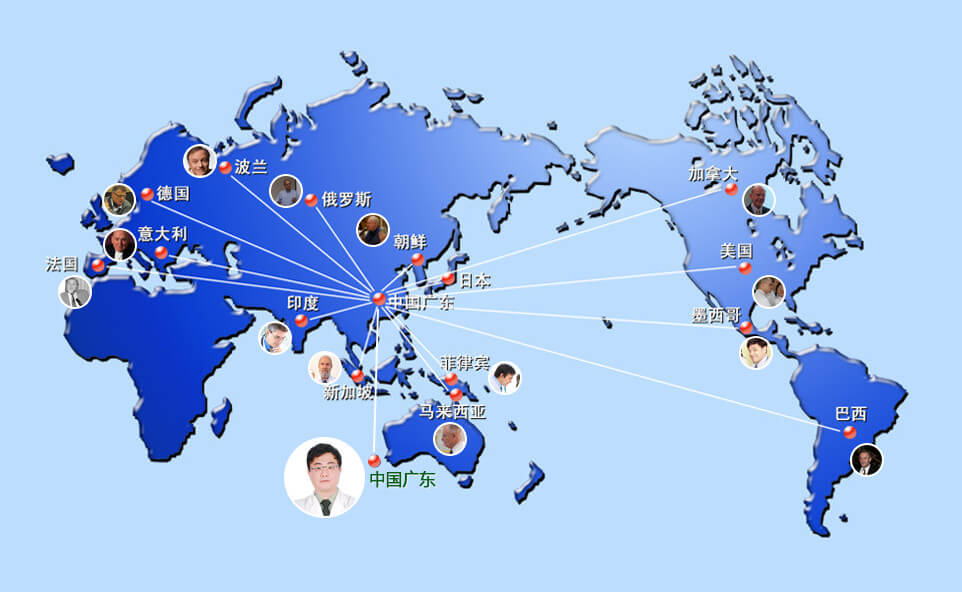 波兰
加拿大
德国
俄罗斯
意大利
朝鲜
美国
法国
日本
印度
中国广东
墨西哥
菲律宾
新加坡
马来西亚
巴西
中国广东